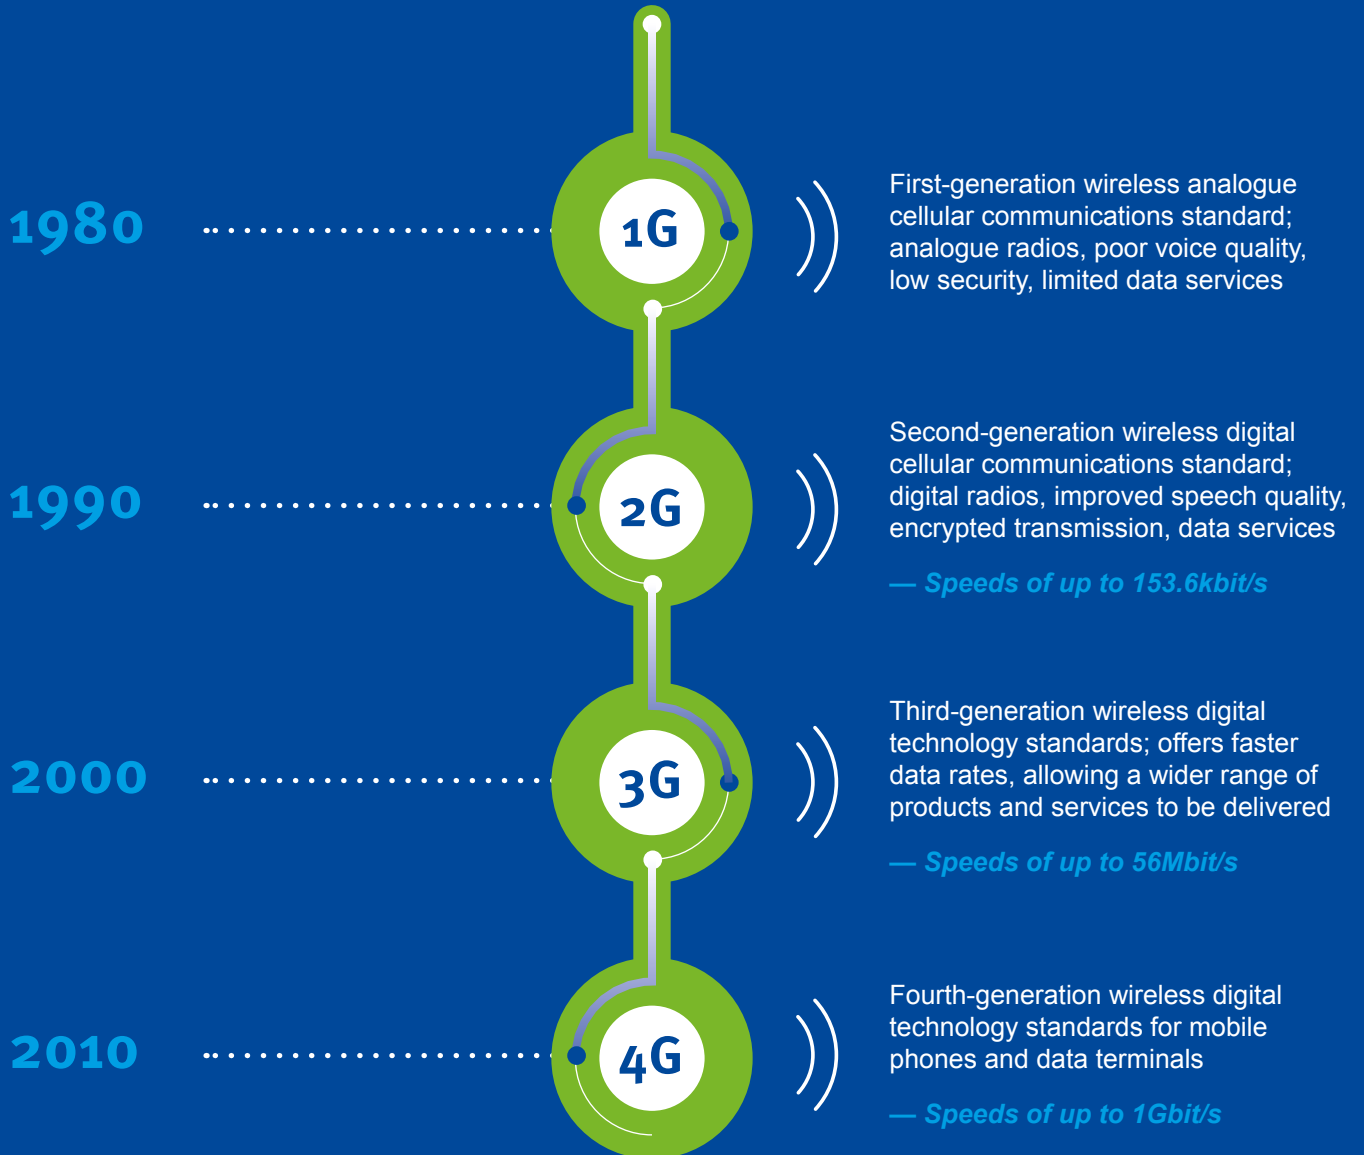 1980
1G
First-generation wireless analogue
cellular communications standard;
analogue radios, poor voice quality,
low security, limited data services
1990
2G
Second-generation wireless digital
cellular communications standard;
digital radios, improved speech quality,
encrypted transmission, data services
— Speeds of up to 153.6kbit/s
2000
3G
Third-generation wireless digital
technology standards; offers faster
data rates, allowing a wider range of
products and services to be delivered
— Speeds of up to 56Mbit/s
2010
4G
Fourth-generation wireless digital
technology standards for mobile
phones and data terminals
— Speeds of up to 1Gbit/s